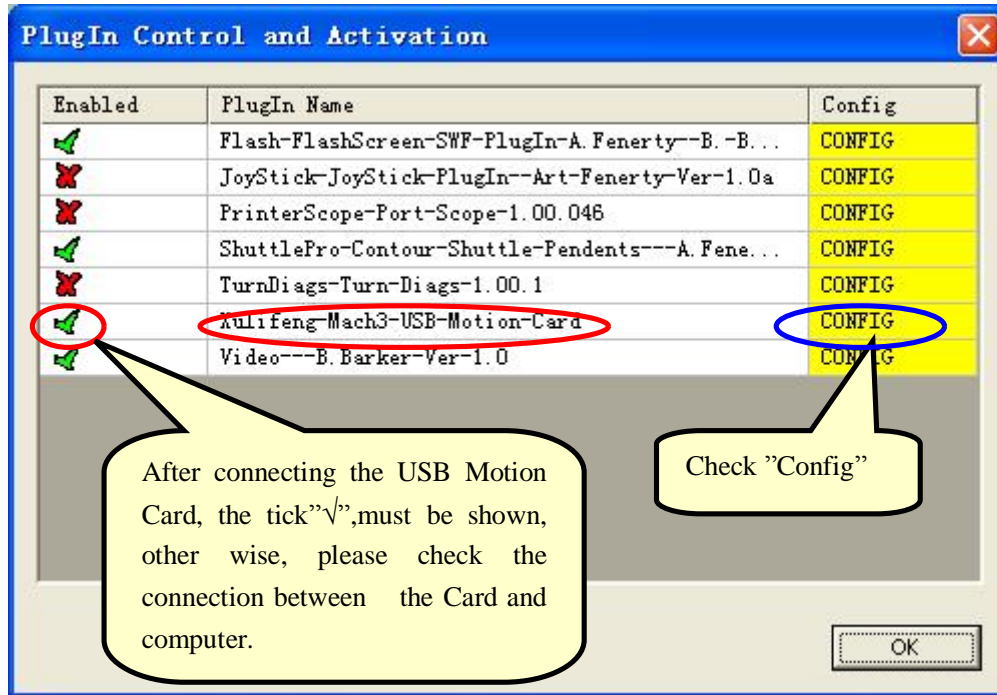 PlugIn Control and Activation
Enabled PlugIn Name Config
Flash-FlashScreen-SWF-PlugIn-A.Fenerty--B.-B... CONFIG
JoyStick-JoyStick-PlugIn--Art-Fenerty-Ver-1.0a CONFIG
PrinterScope-Port-Scope-1.00.046 CONFIG
ShuttlePro-Contour-Shuttle-Pendents---A.Fene... CONFIG
TurnDiags-Turn-Diags-1.00.1 CONFIG
Xulifeng-Mach3-USB-Motion-Card CONFIG
Video---B.Barker-Ver-1.0 CONFIG
After connecting the USB Motion
Card, the tick”√”,must be shown,
other wise, please check the
connection between the Card and
computer.
Check ”Config”
OK